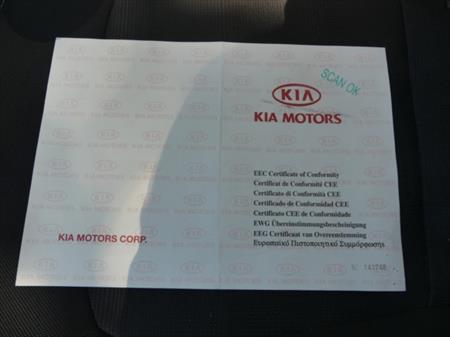 SCAN OK
KIA
KIA MOTORS
EEC Certificate of Conformity
Certificat de Conformité CEE
Certificato di Conformità CEE
Certificado de Conformidad CEE
Certificado CEE de Conformidade
EWG Übereinstimmungsbescheinigung
EEG Certificaat van Overeenstemming
Ευρωπαϊκό Πιστοποιητικό Συμμόρφωσης
KIA MOTORS CORP.